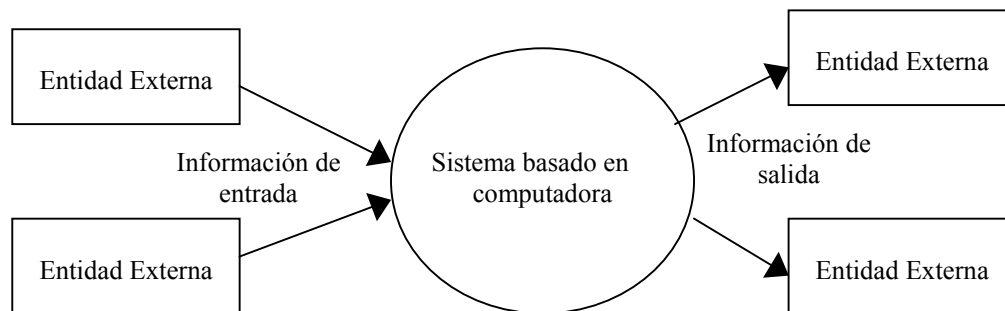 Entidad Externa
Entidad Externa
Información de
entrada
Sistema basado en
computadora
Información de
salida
Entidad Externa
Entidad Externa